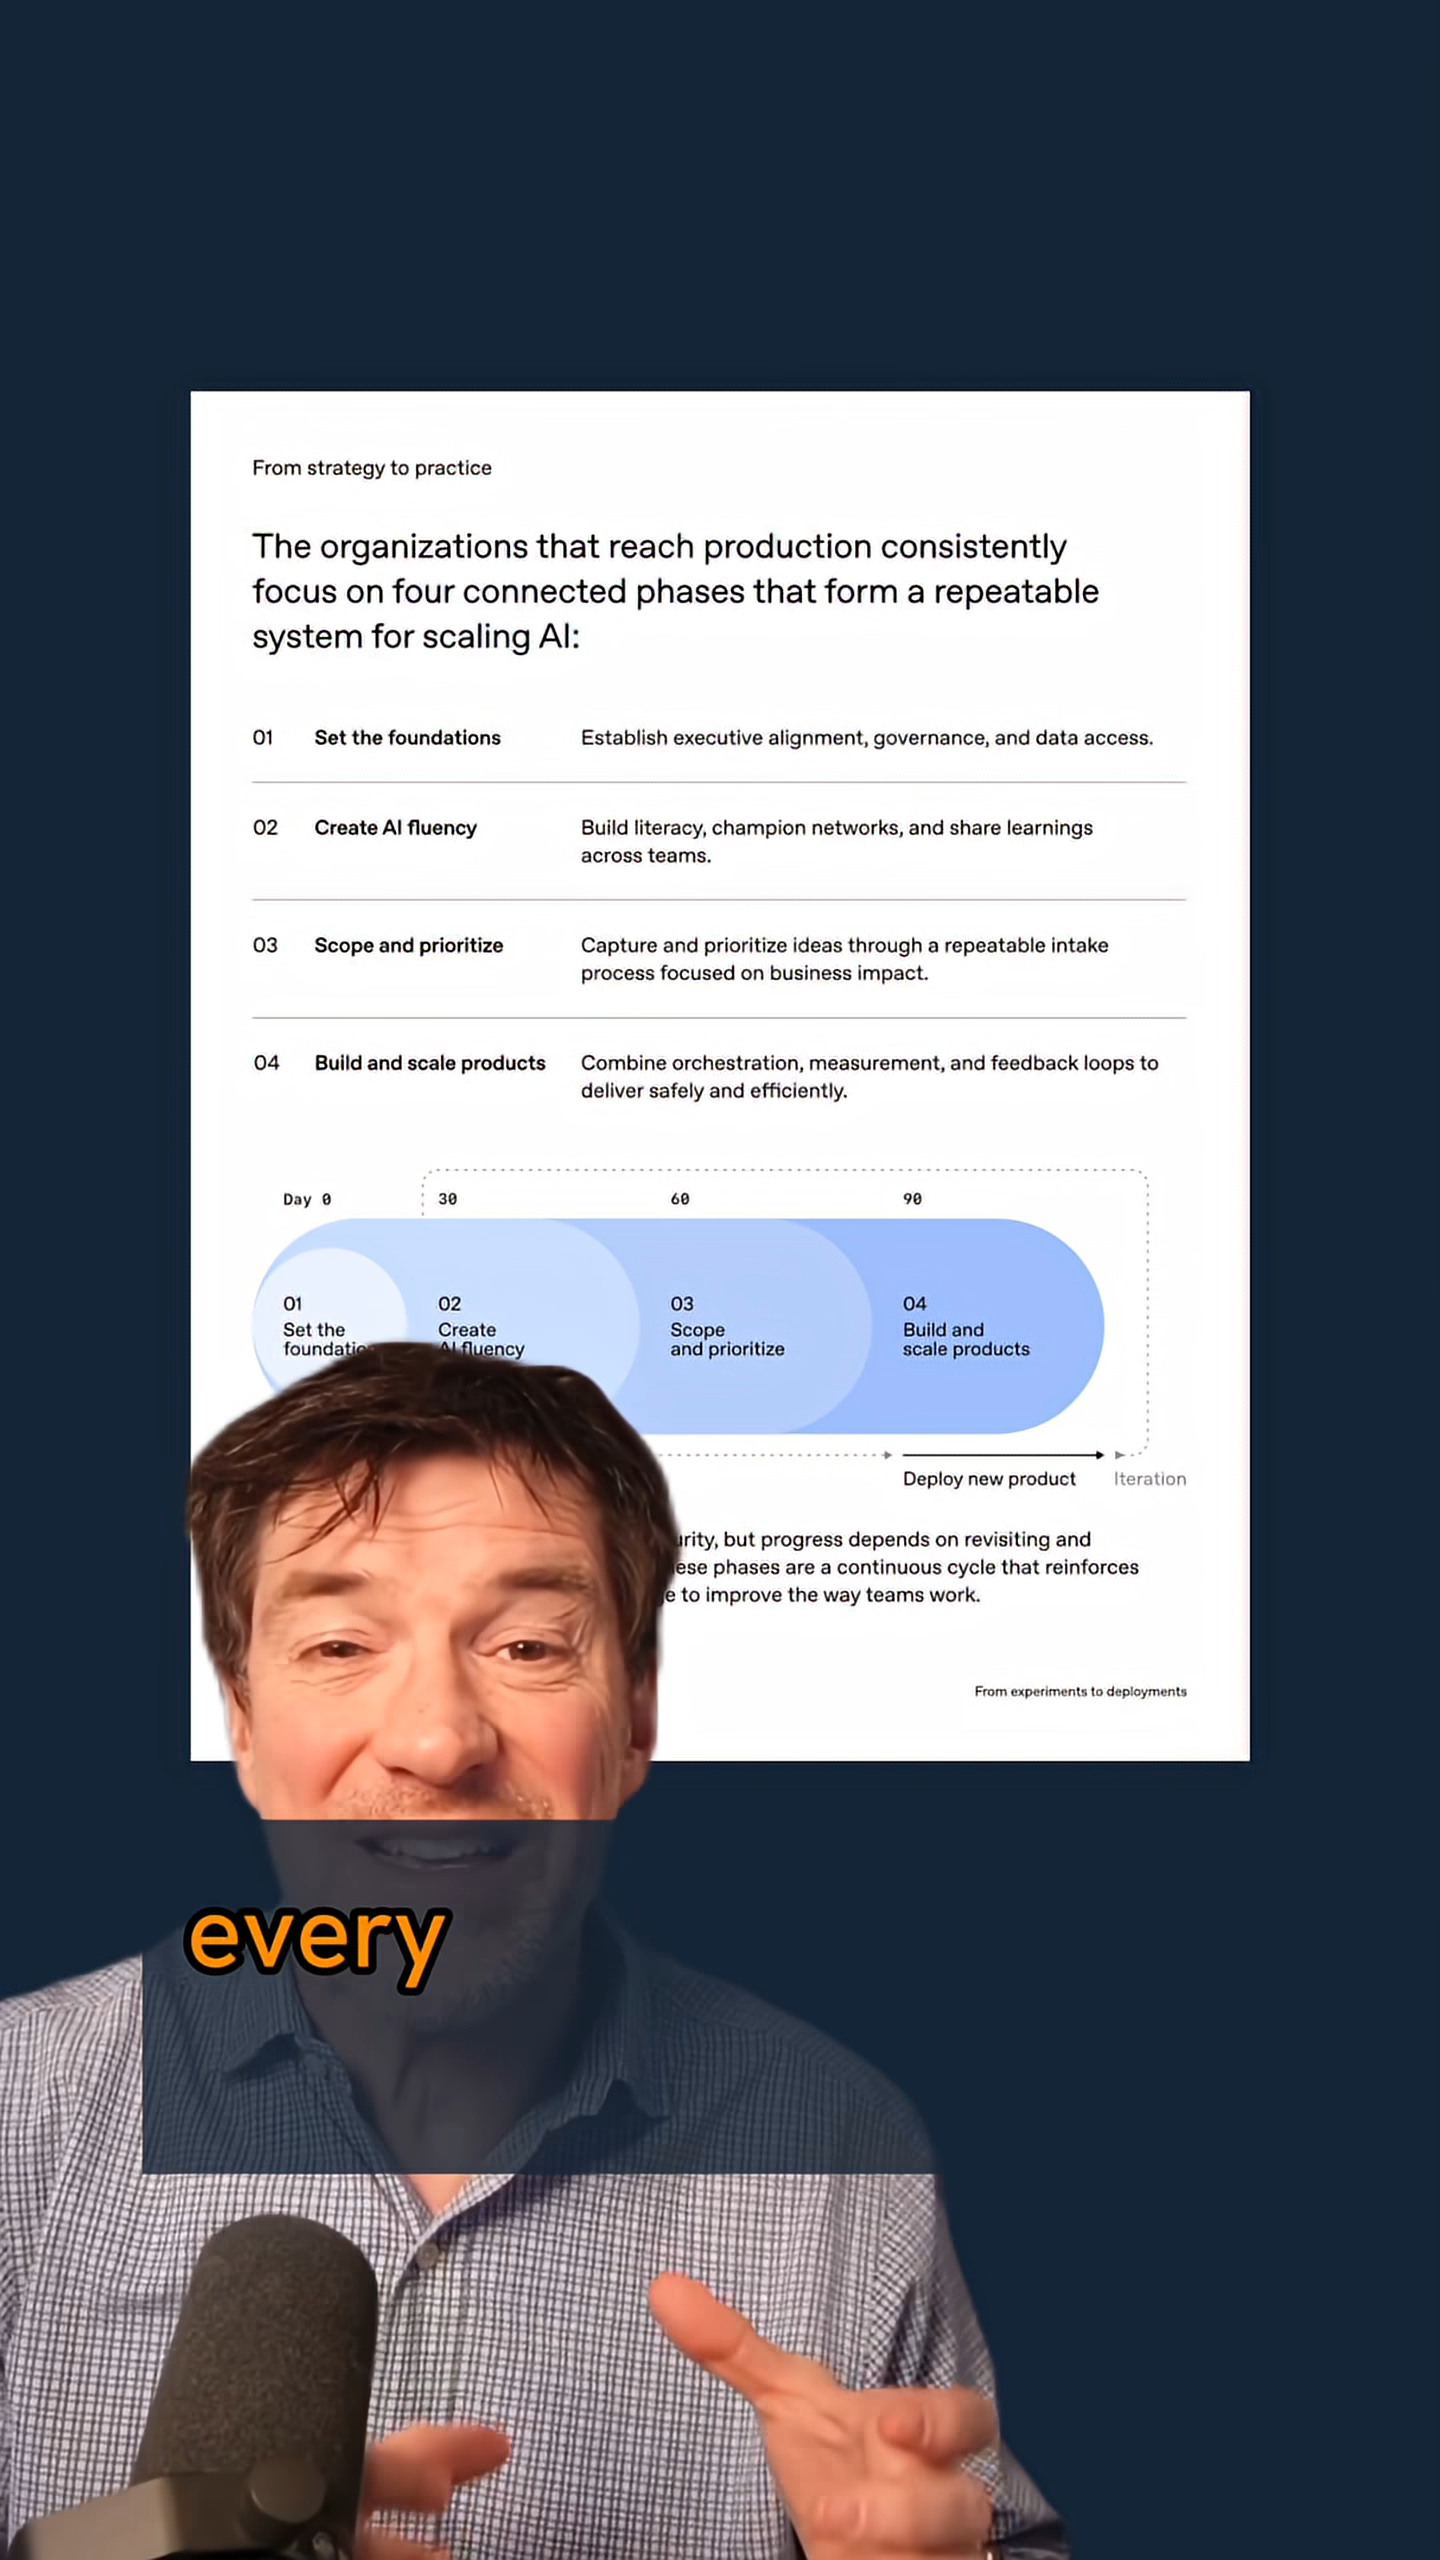 From strategy to practice
The organizations that reach production consistently
focus on four connected phases that form a repeatable
system for scaling AI:
01 Set the foundations Establish executive alignment, governance, and data access.
02 Create AI fluency Build literacy, champion networks, and share learnings
across teams.
03 Scope and prioritize Capture and prioritize ideas through a repeatable intake
process focused on business impact.
04 Build and scale products Combine orchestration, measurement, and feedback loops to
deliver safely and efficiently.
Day 0 30 60 90
01 02 03 04
Set the Create Scope Build and
fluency and prioritize scale products
Deploy new product Iteration
but progress depends on revisiting and
phases are a continuous cycle that reinforces
to improve the way teams work.
From experiments to deployments
every